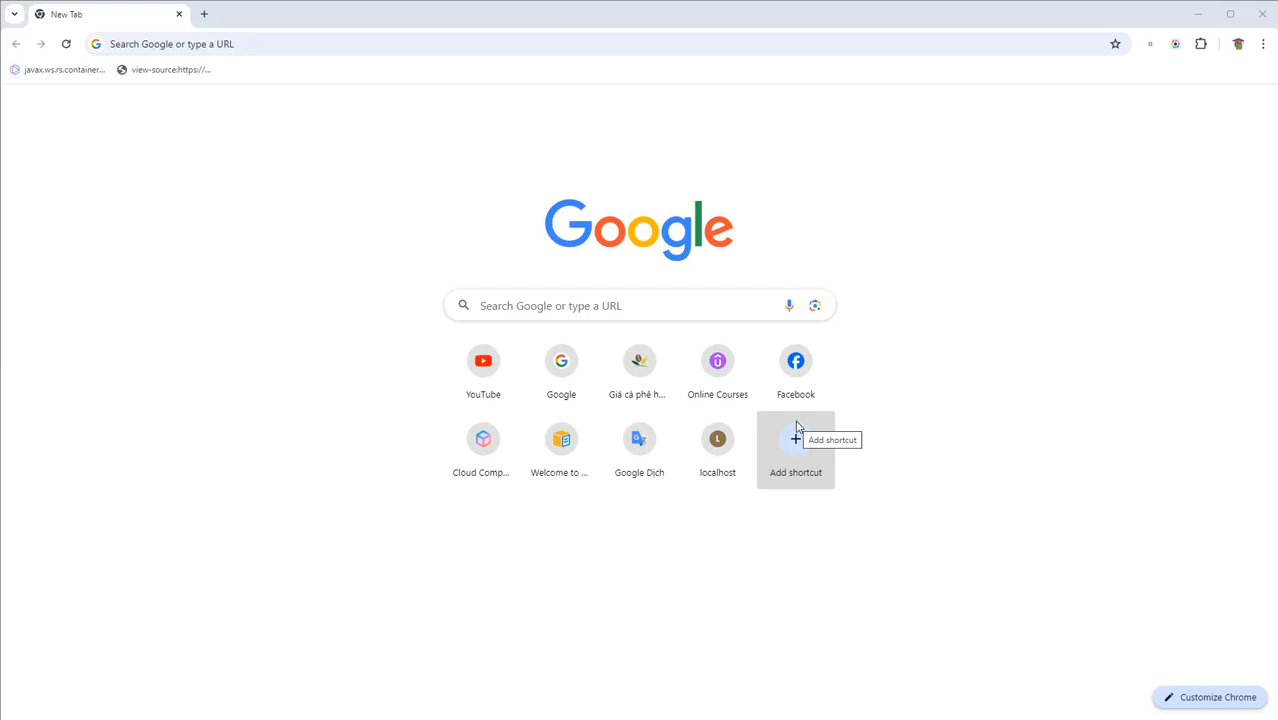 New Tab
Search Google or type a URL
javax.ws.rs.container...
view-source:https://...
Google
Search Google or type a URL
YouTube
Google
Giá cà phê h...
Online Courses
Facebook
Add shortcut
Cloud Comp...
Welcome to ...
Google Dịch
L
localhost
Add shortcut
Customize Chrome